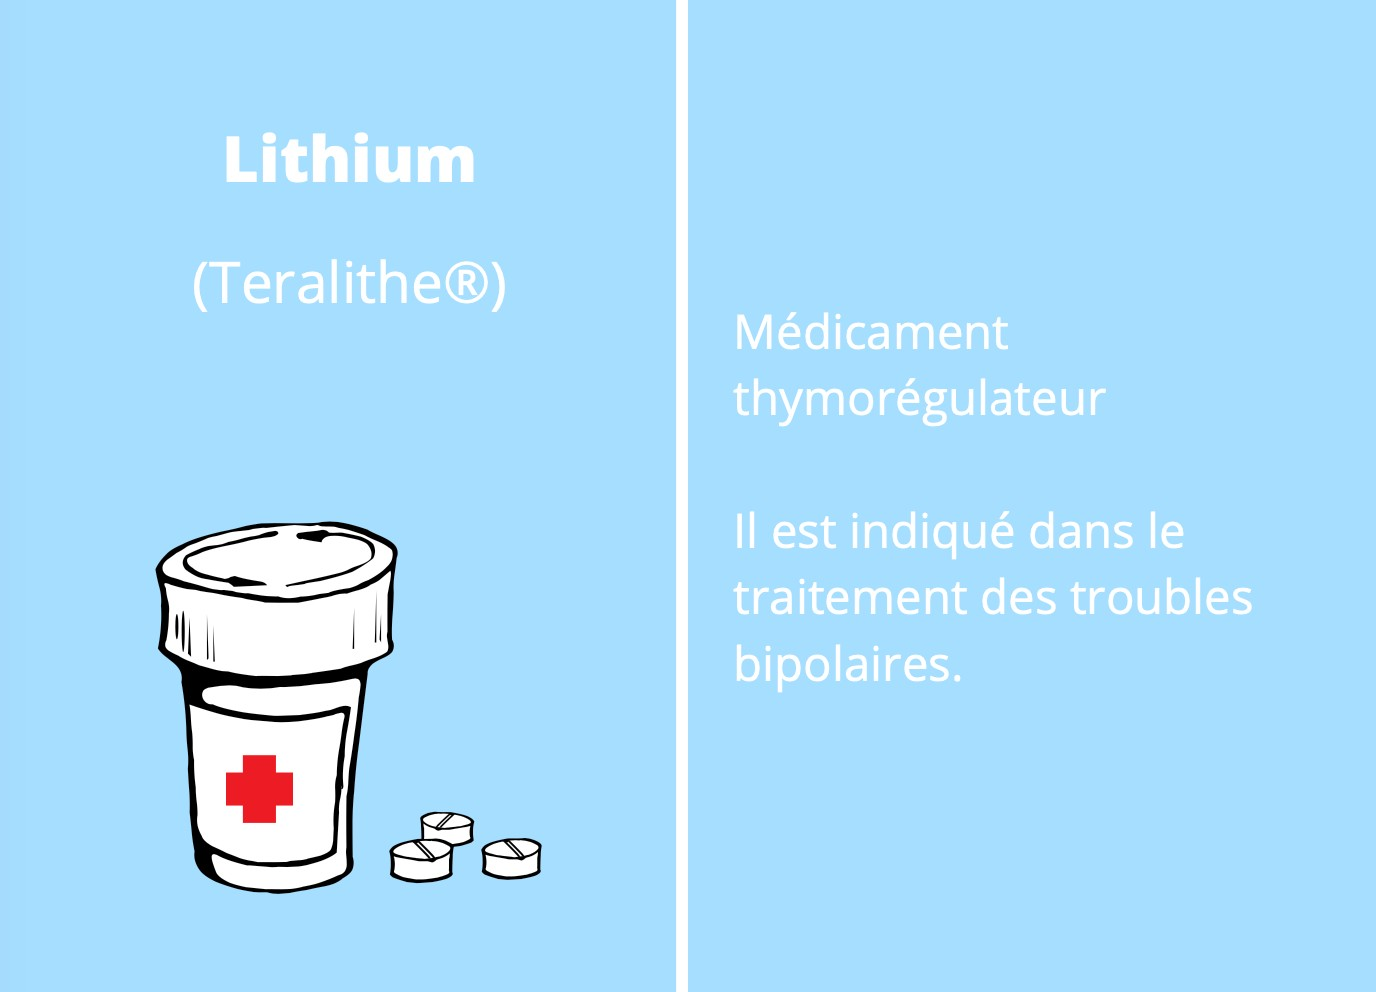 Lithium
(Teralithe®)
Médicament
thymorégulateur
Il est indiqué dans le
traitement des troubles
bipolaires.